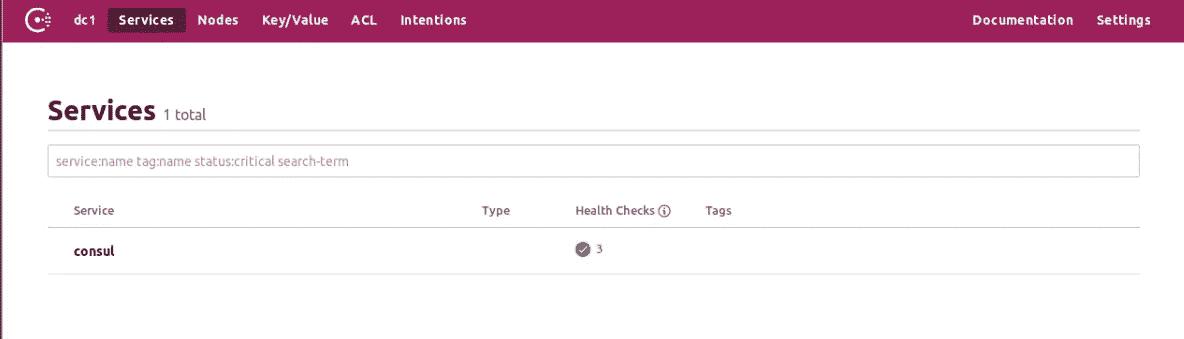 dc1 Services Nodes Key/Value ACL Intentions Documentation Settings
Services 1 total
service:name tag:name status:critical search-term
Service Type Health Checks Tags
consul 3